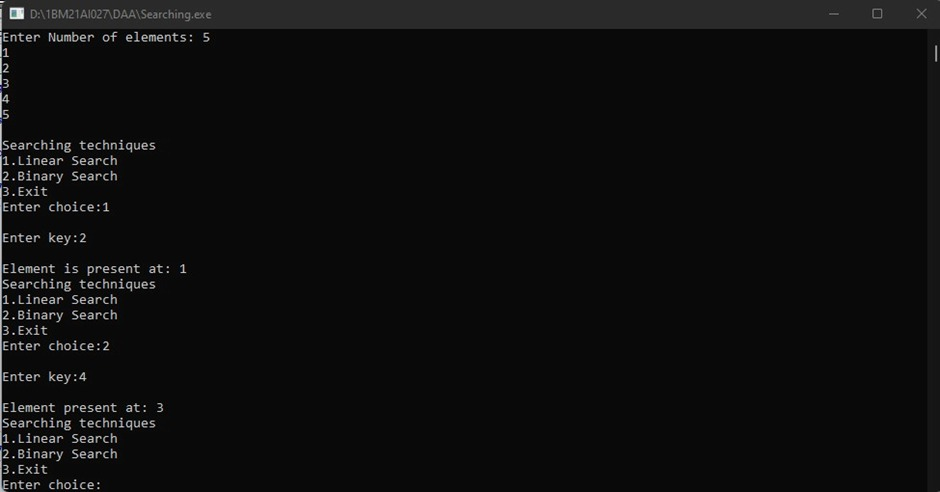 D:\1BM21AI027\DAA\Searching.exe
Enter Number of elements: 5
1
2
3
4
5
Searching techniques
1.Linear Search
2.Binary Search
3.Exit
Enter choice:1
Enter key:2
Element is present at: 1
Searching techniques
1.Linear Search
2.Binary Search
3.Exit
Enter choice:2
Enter key:4
Element present at: 3
Searching techniques
1.Linear Search
2.Binary Search
3.Exit
Enter choice: